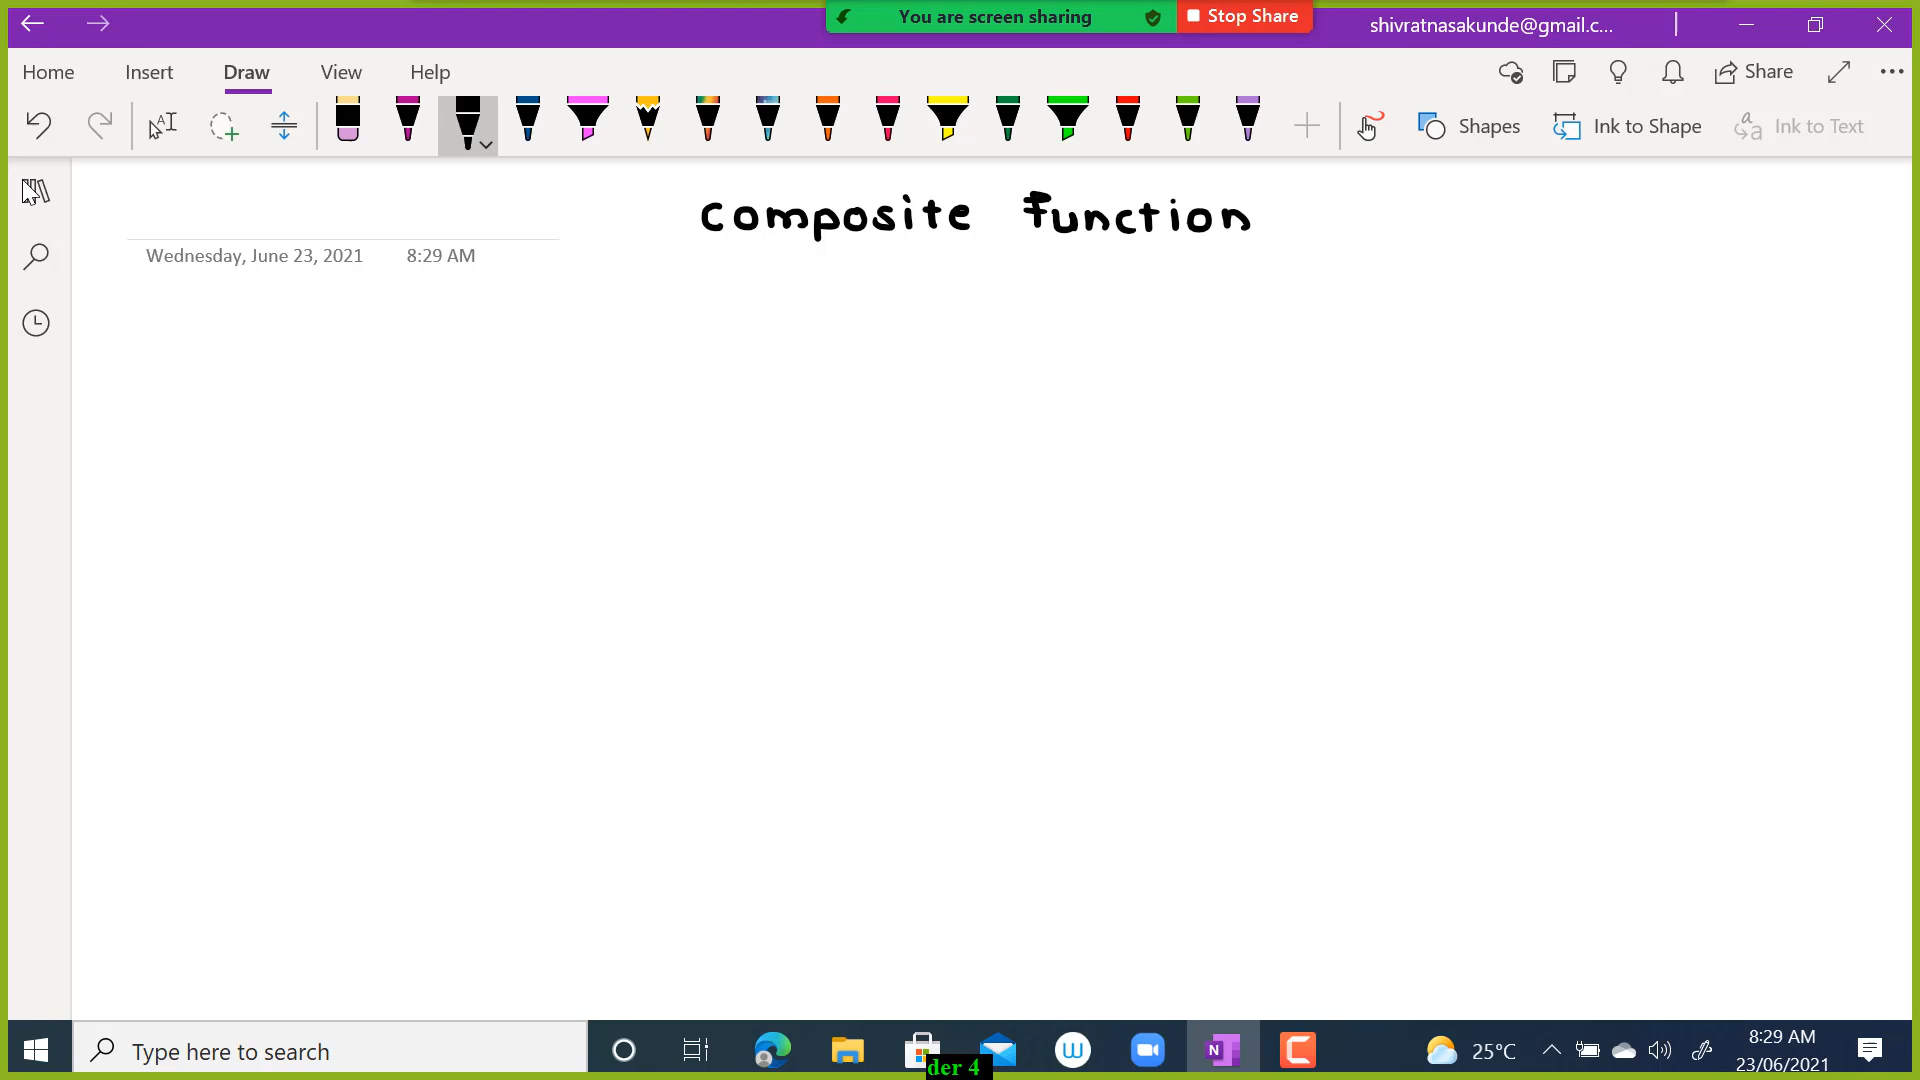 You are screen sharing Stop Share shivratnasakunde@gmail.c...
Home Insert Draw View Help Share
Shapes Ink to Shape Ink to Text
composite Function
Wednesday, June 23, 2021 8:29 AM
Type here to search 25°C 8:29 AM
23/06/2021
der 4